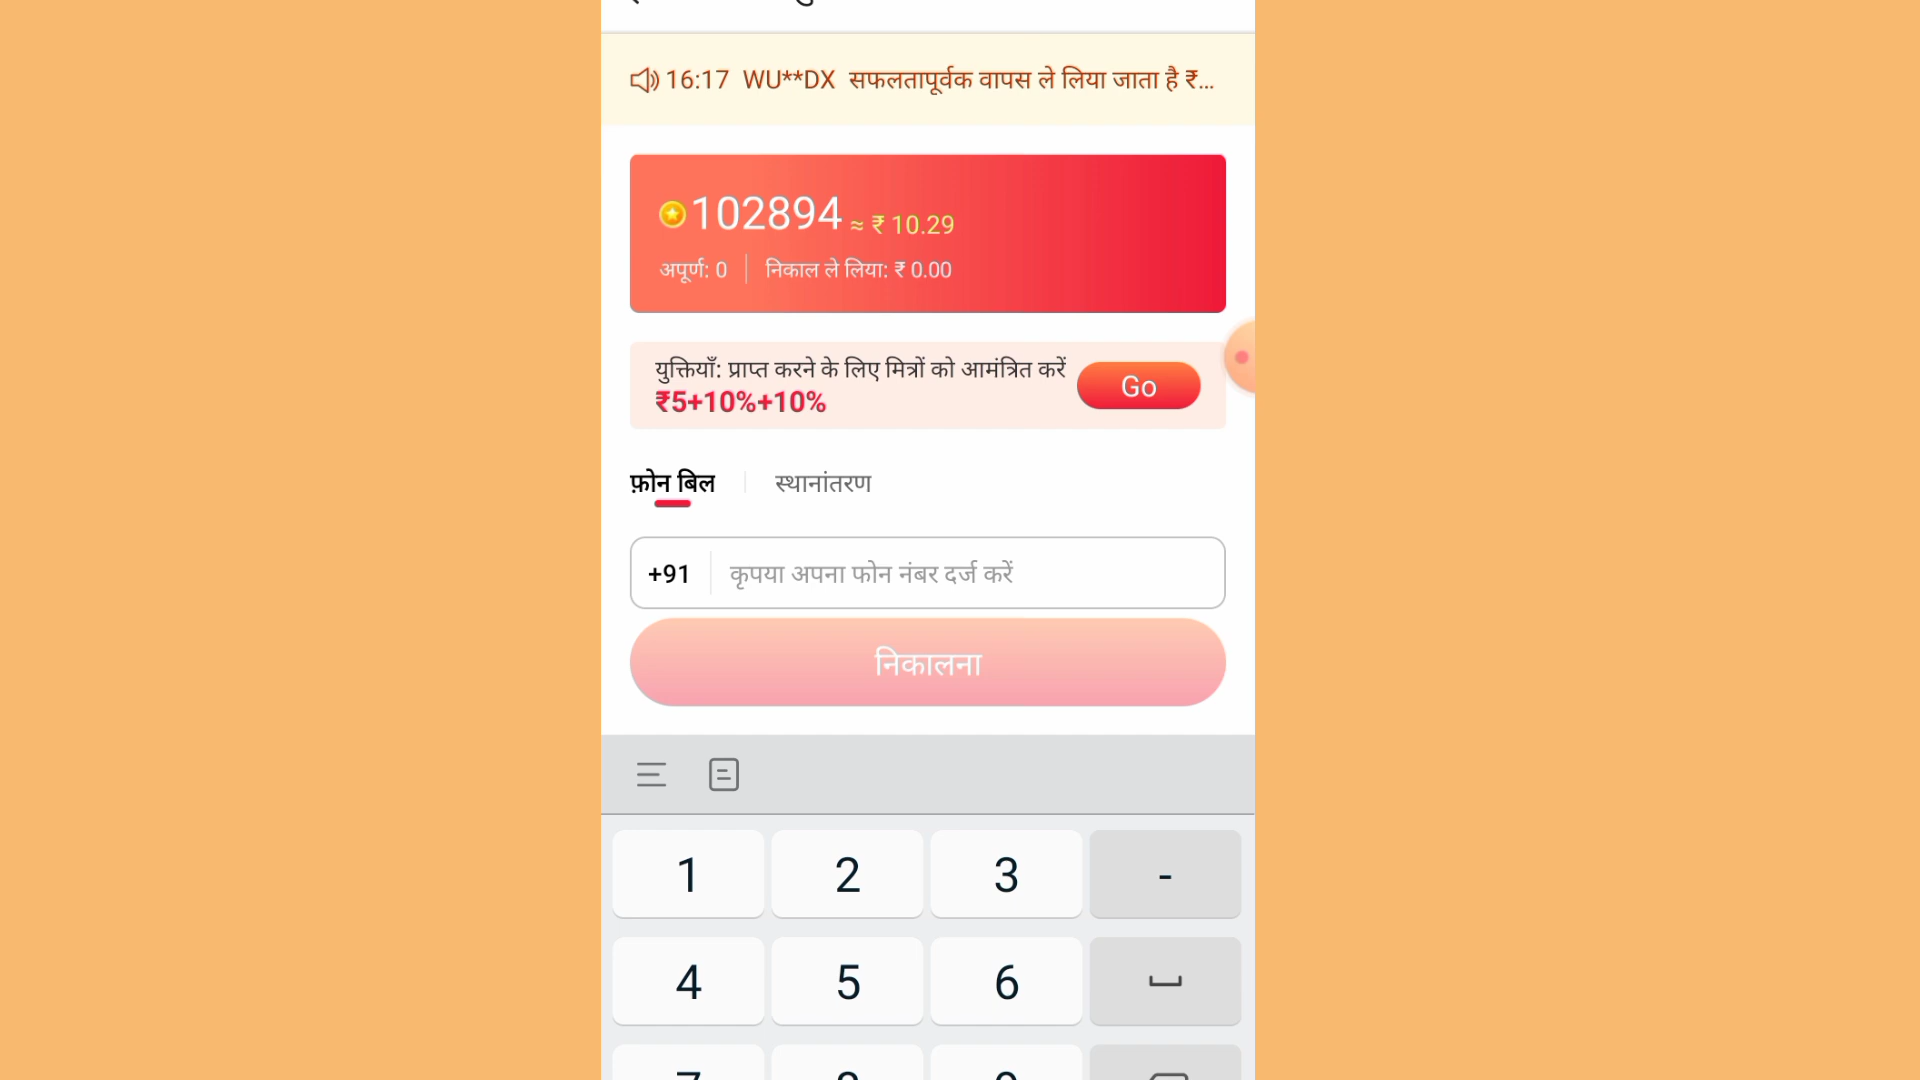 16:17 WU**DX सफलतापूर्वक वापस ले लिया जाता है ₹...
102894 ≈ ₹ 10.29
अपूर्ण: 0 निकाल ले लिया: ₹ 0.00
युक्तियाँ: प्राप्त करने के लिए मित्रों को आमंत्रित करें
₹5+10%+10%
Go
फ़ोन बिल स्थानांतरण
+91 कृपया अपना फोन नंबर दर्ज करें
निकालना
1 2 3 -
4 5 6